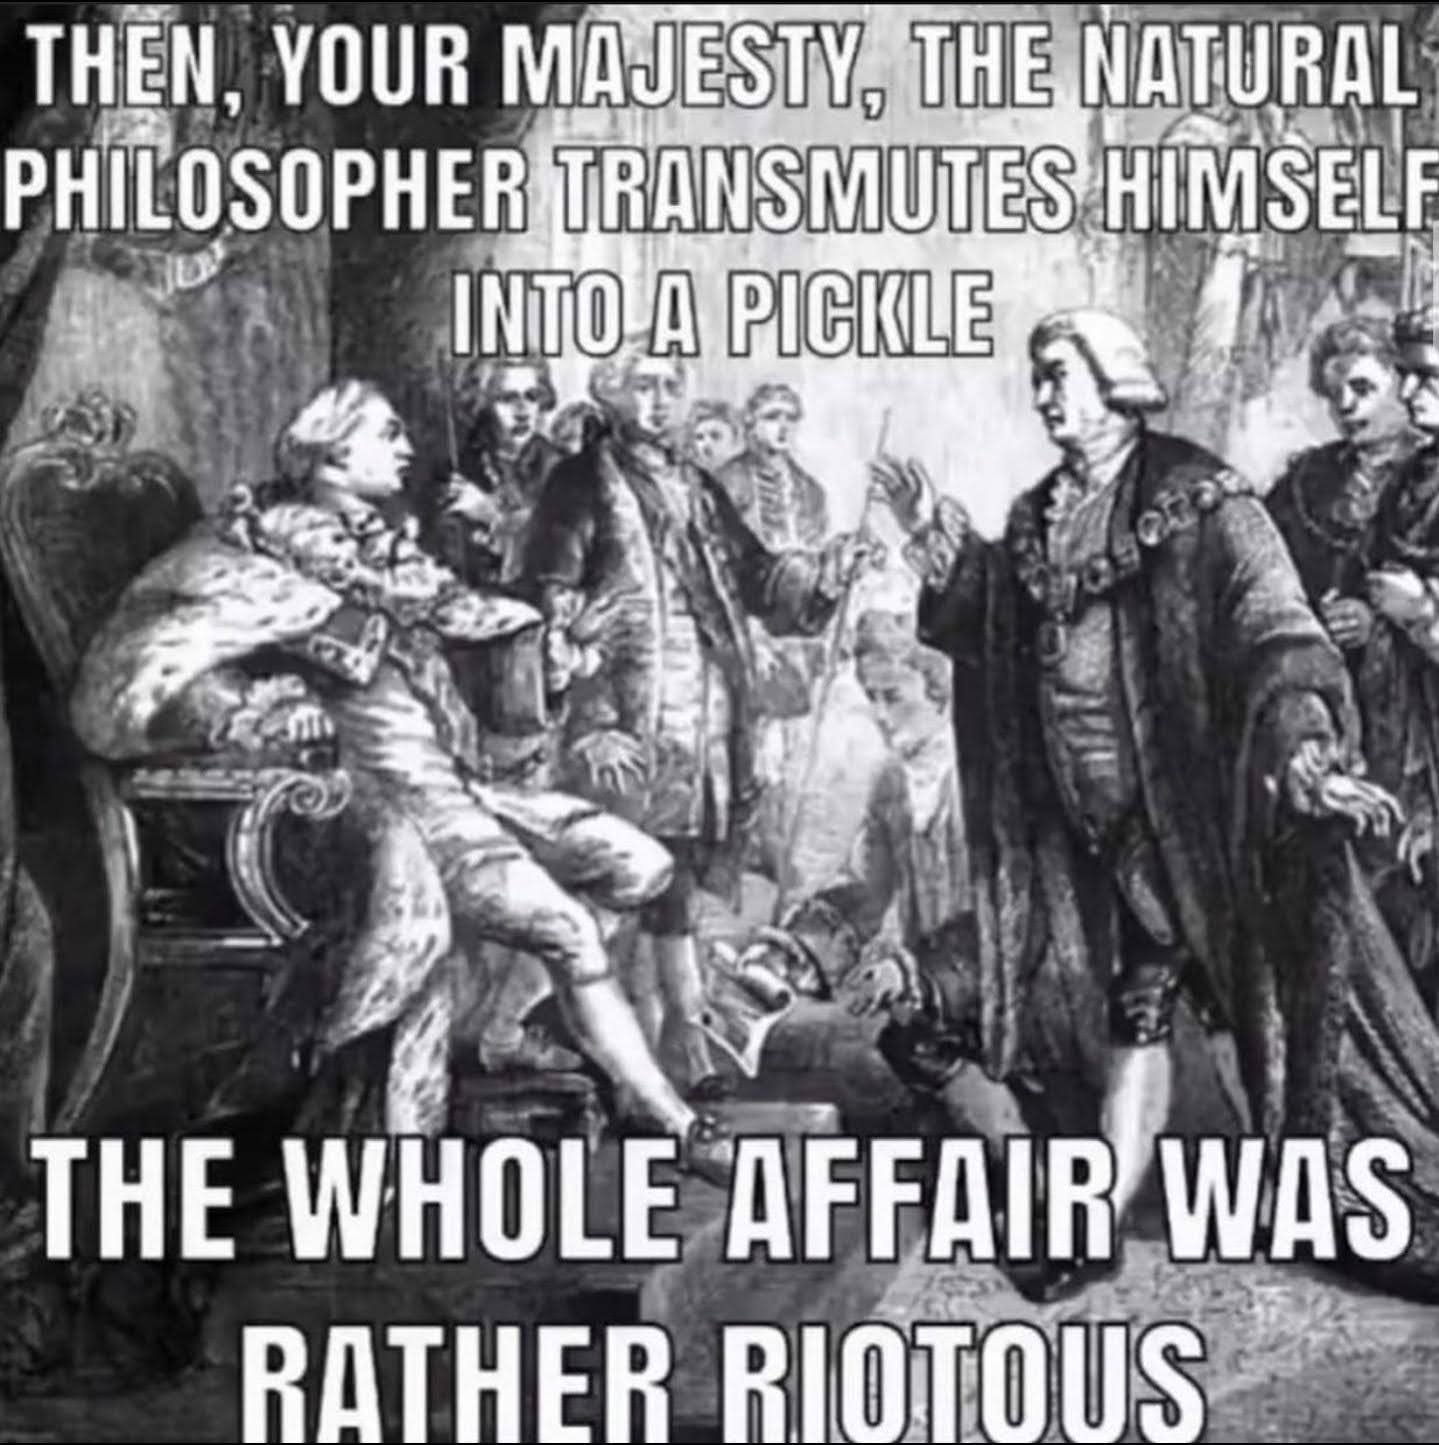 THEN, YOUR MAJESTY, THE NATURAL
PHILOSOPHER TRANSMUTES HIMSELF
INTO A PICKLE
THE WHOLE AFFAIR WAS
RATHER RIOTOUS